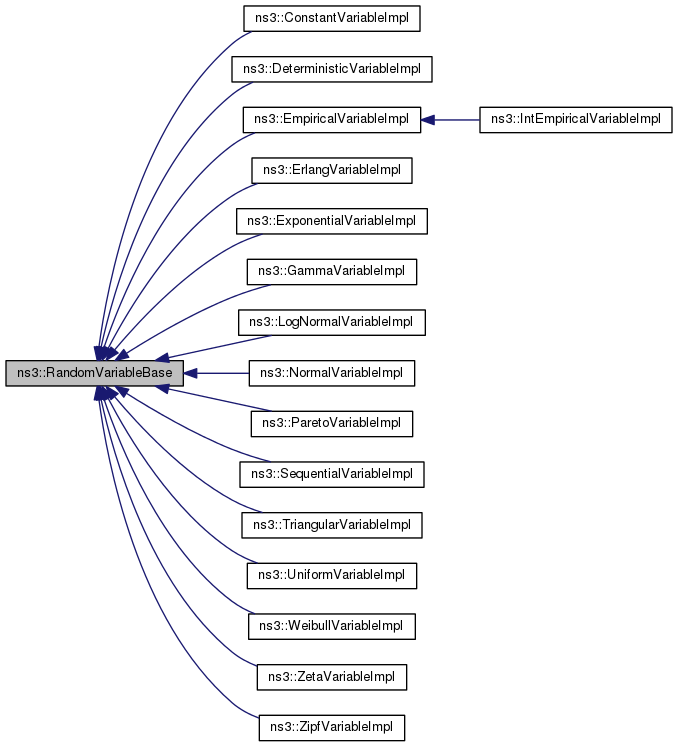 ns3::ConstantVariableImpl
ns3::DeterministicVariableImpl
ns3::EmpiricalVariableImpl
ns3::IntEmpiricalVariableImpl
ns3::ErlangVariableImpl
ns3::ExponentialVariableImpl
ns3::GammaVariableImpl
ns3::LogNormalVariableImpl
ns3::RandomVariableBase
ns3::NormalVariableImpl
ns3::ParetoVariableImpl
ns3::SequentialVariableImpl
ns3::TriangularVariableImpl
ns3::UniformVariableImpl
ns3::WeibullVariableImpl
ns3::ZetaVariableImpl
ns3::ZipfVariableImpl